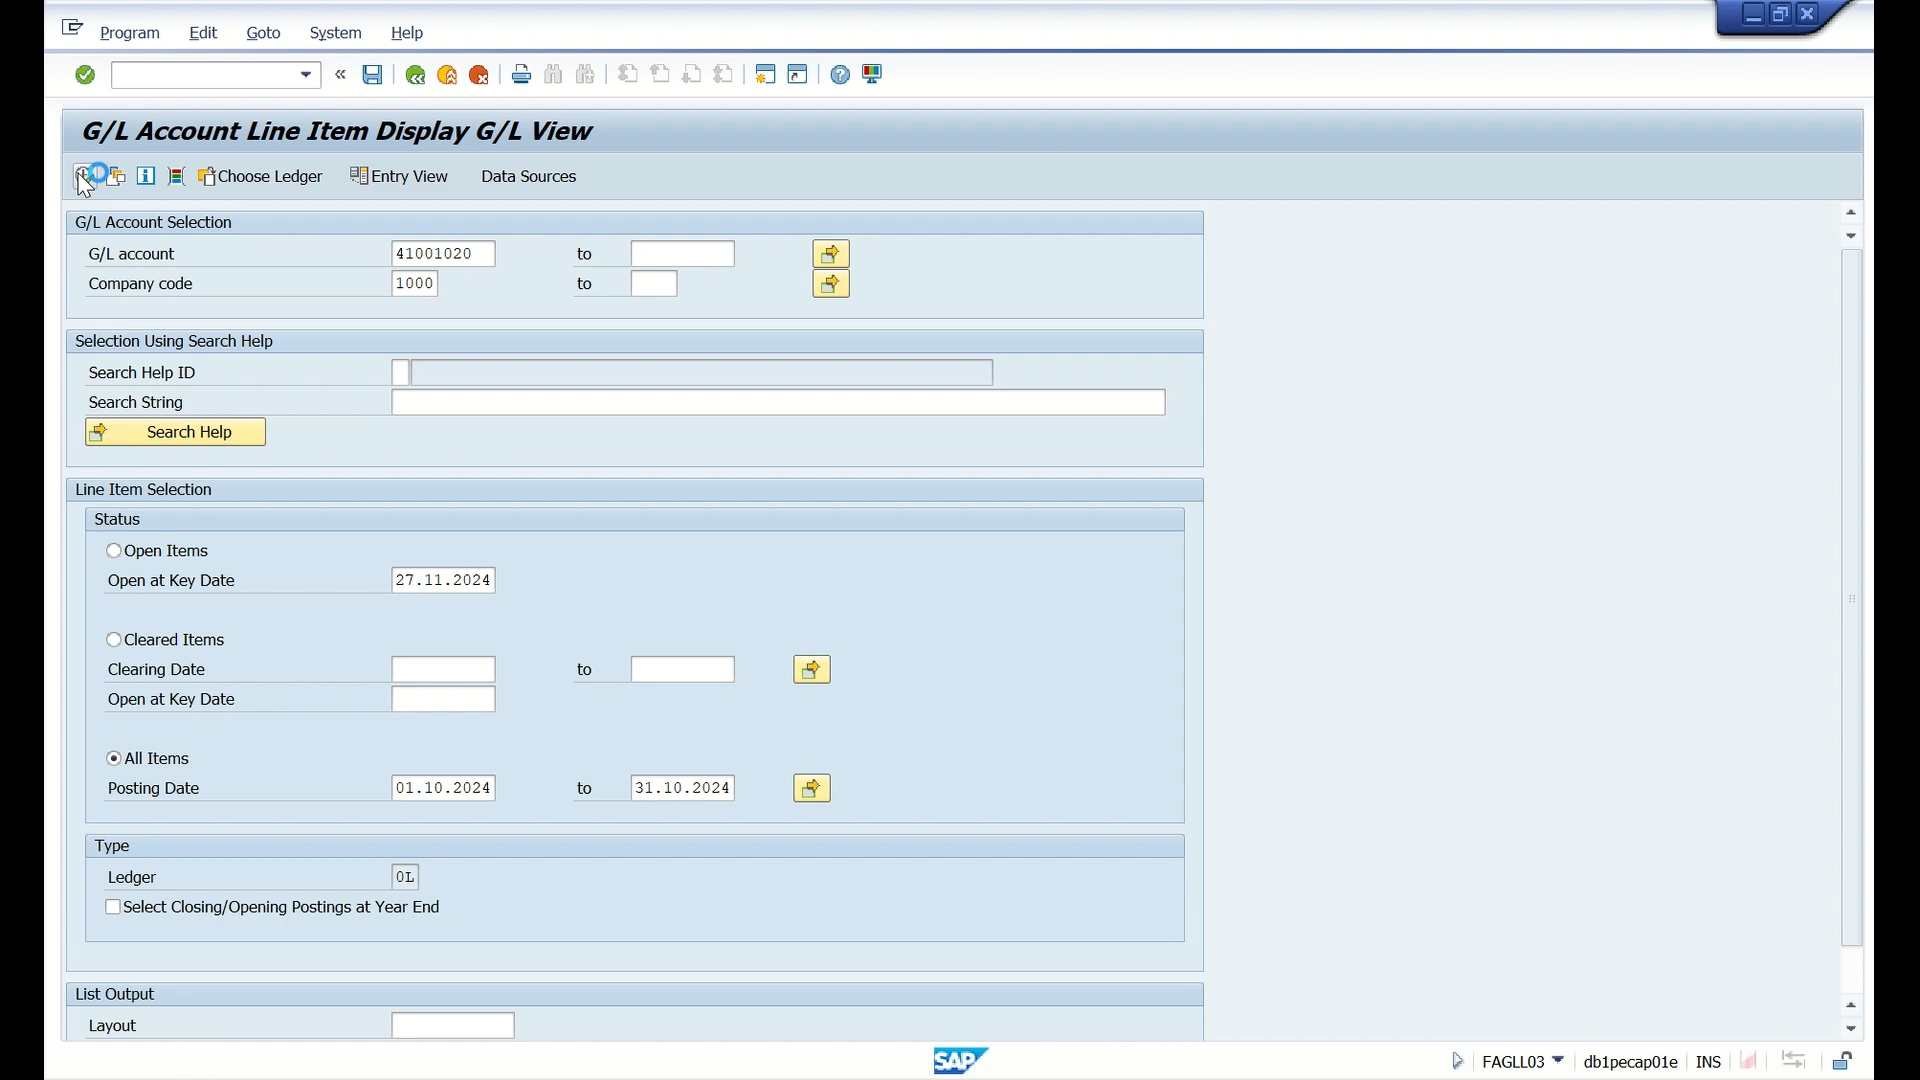 Program Edit Goto System Help
G/L Account Line Item Display G/L View
Choose Ledger Entry View Data Sources
G/L Account Selection
G/L account 41001020 to
Company code 1000 to
Selection Using Search Help
Search Help ID
Search String
Search Help
Line Item Selection
Status
Open Items
Open at Key Date 27.11.2024
Cleared Items
Clearing Date to
Open at Key Date
All Items
Posting Date 01.10.2024 to 31.10.2024
Type
Ledger 0L
Select Closing/Opening Postings at Year End
List Output
Layout
SAP FAGLL03 db1pecap01e INS